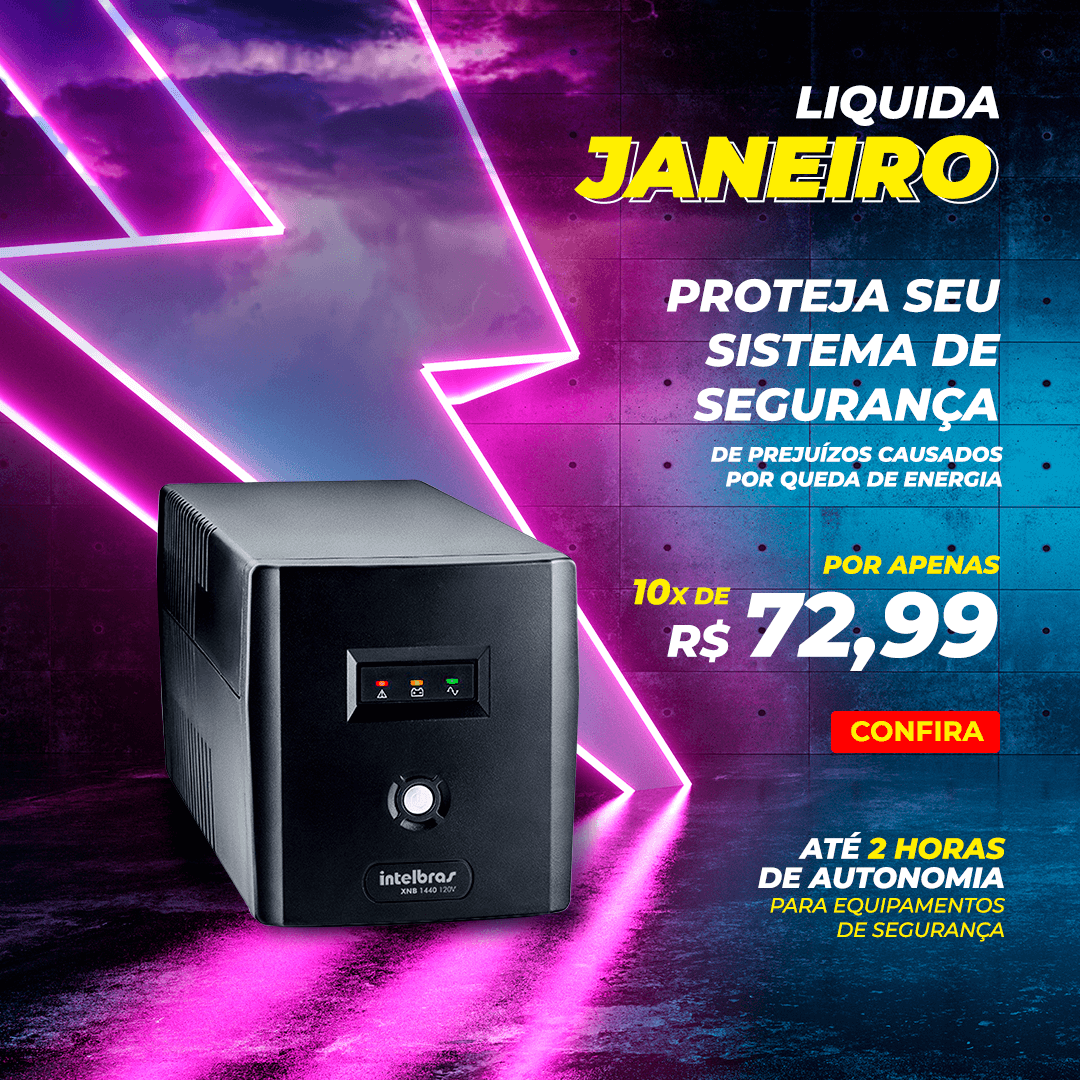 LIQUIDA
JANEIRO
PROTEJA SEU
SISTEMA DE
SEGURANÇA
DE PREJUÍZOS CAUSADOS
POR QUEDA DE ENERGIA
POR APENAS
10X DE
R$ 72,99
CONFIRA
ATÉ 2 HORAS
DE AUTONOMIA
PARA EQUIPAMENTOS
DE SEGURANÇA
intelbras
XNB 1440 120V